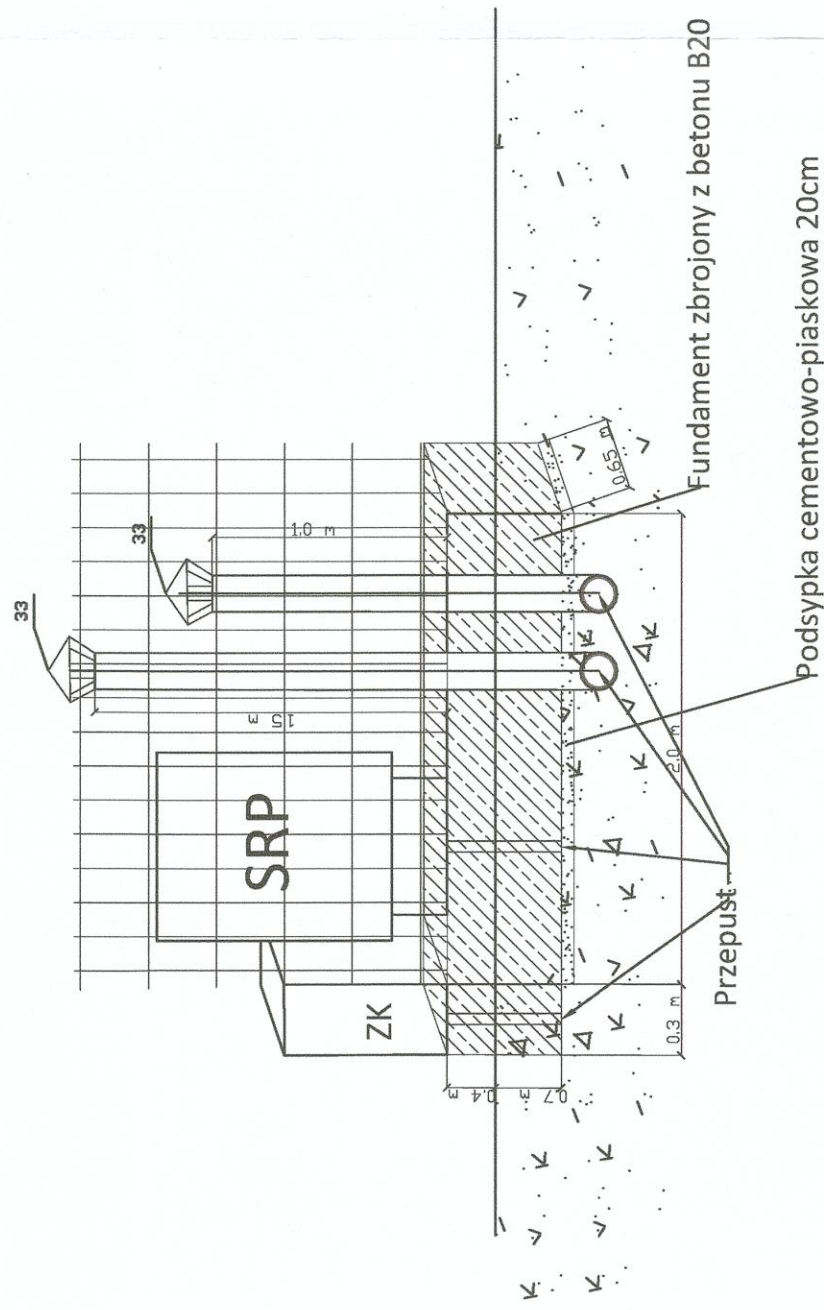 33
33
1.0 m
1.5 m
SRP
ZK
0.4 m
0.7 m
0.65 m
2.0 m
0.3 m
Fundament zbrojony z betonu B20
Podsypka cementowo-piaskowa 20cm
Przepust